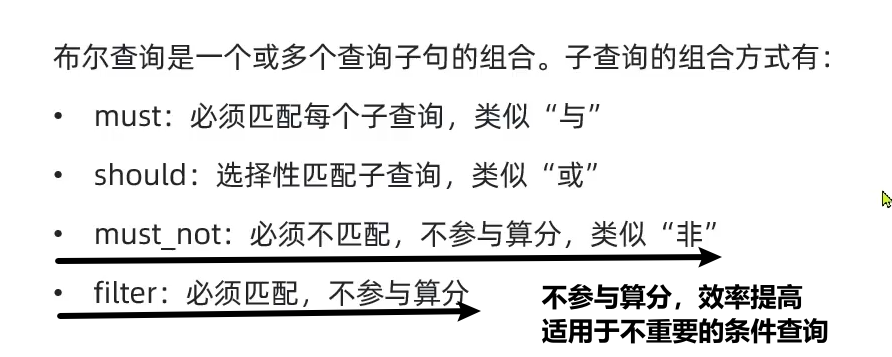 布尔查询是一个或多个查询子句的组合。子查询的组合方式有：
• must：必须匹配每个子查询，类似“与”
• should：选择性匹配子查询，类似“或”
• must_not：必须不匹配，不参与算分，类似“非”
• filter：必须匹配，不参与算分
不参与算分，效率提高
适用于不重要的条件查询